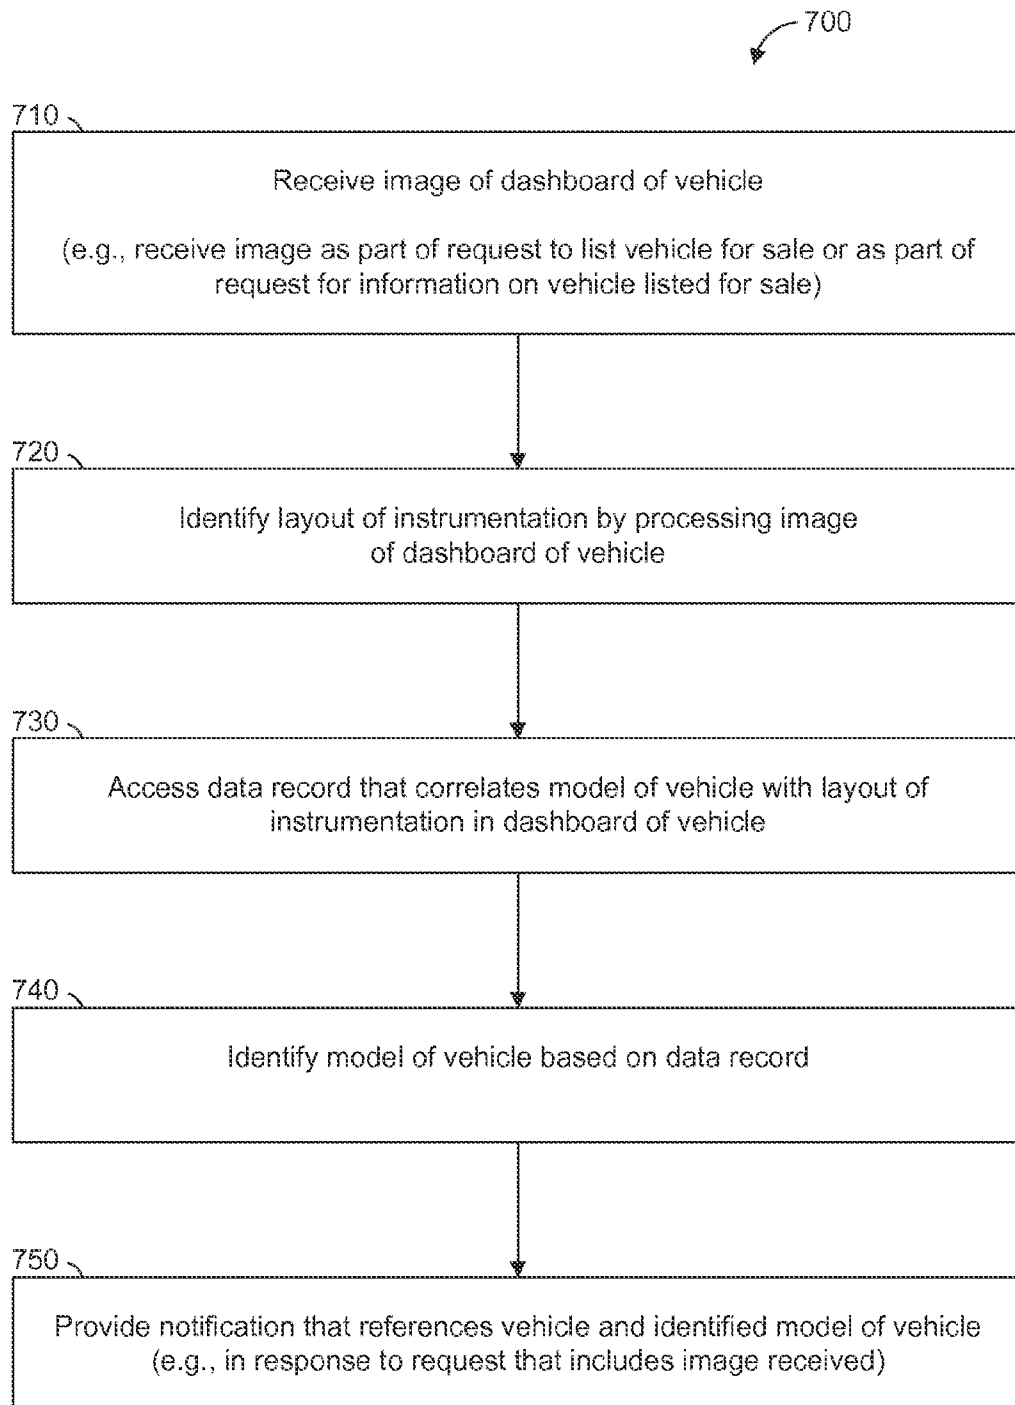 700
710
Receive image of dashboard of vehicle
(e.g., receive image as part of request to list vehicle for sale or as part of
request for information on vehicle listed for sale)
720
Identify layout of instrumentation by processing image
of dashboard of vehicle
730
Access data record that correlates model of vehicle with layout of
instrumentation in dashboard of vehicle
740
Identify model of vehicle based on data record
750
Provide notification that references vehicle and identified model of vehicle
(e.g., in response to request that includes image received)